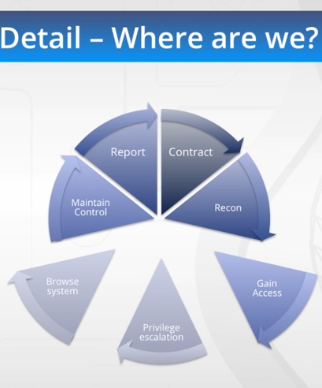 Detail – Where are we?
Report
Contract
Maintain
Control
Recon
Browse
system
Gain
Access
Privilege
escalation